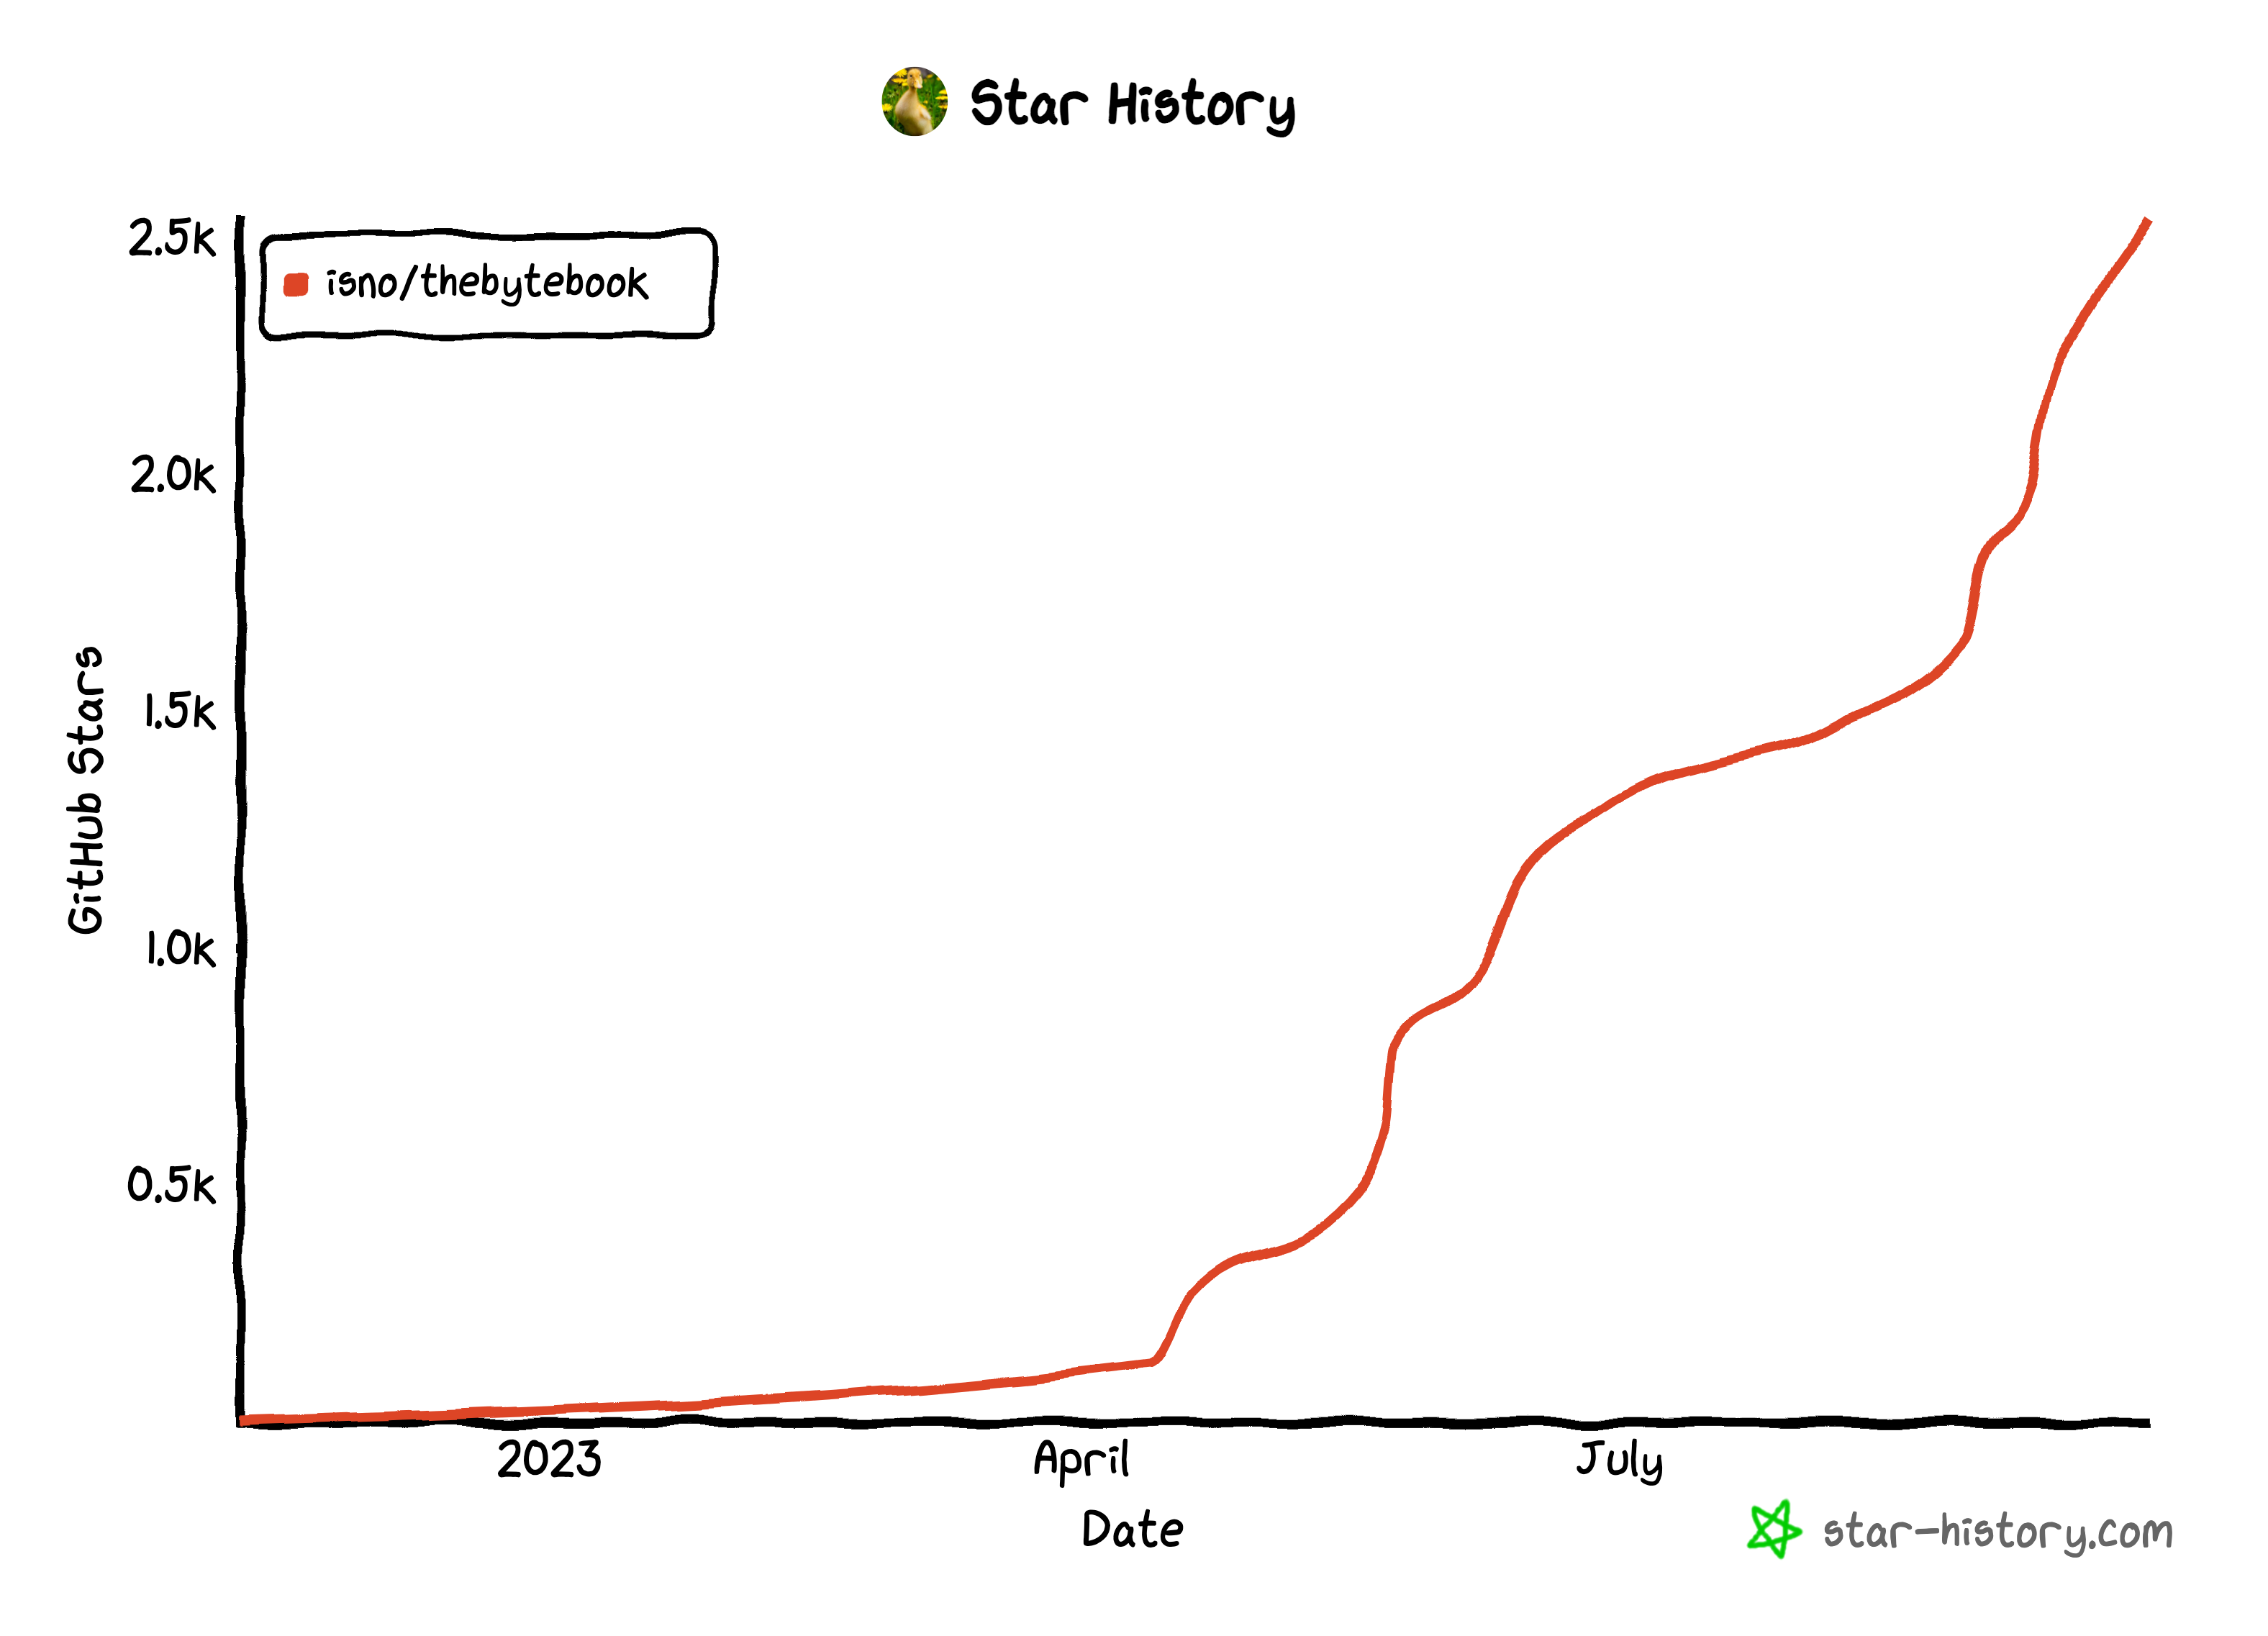 Star History
isno/thebytebook
2.5k
2.0k
1.5k
1.0k
0.5k
GitHub Stars
2023 April July
Date
star-history.com